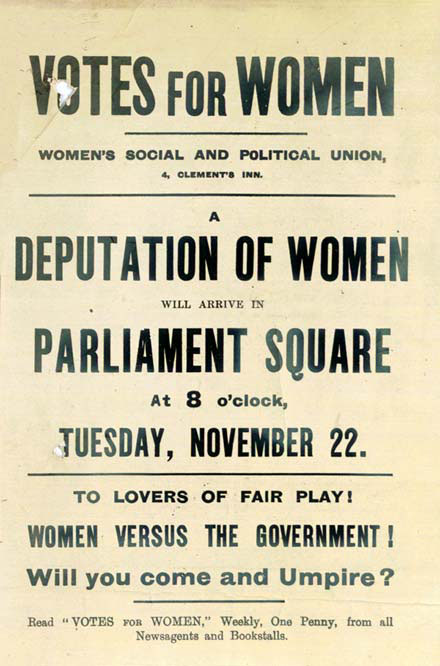 VOTES FOR WOMEN
WOMEN'S SOCIAL AND POLITICAL UNION,
4, CLEMENT'S INN.
A
DEPUTATION OF WOMEN
WILL ARRIVE IN
PARLIAMENT SQUARE
At 8 o'clock,
TUESDAY, NOVEMBER 22.
TO LOVERS OF FAIR PLAY!
WOMEN VERSUS THE GOVERNMENT!
Will you come and Umpire?
Read "VOTES FOR WOMEN," Weekly, One Penny, from all
Newsagents and Bookstalls.